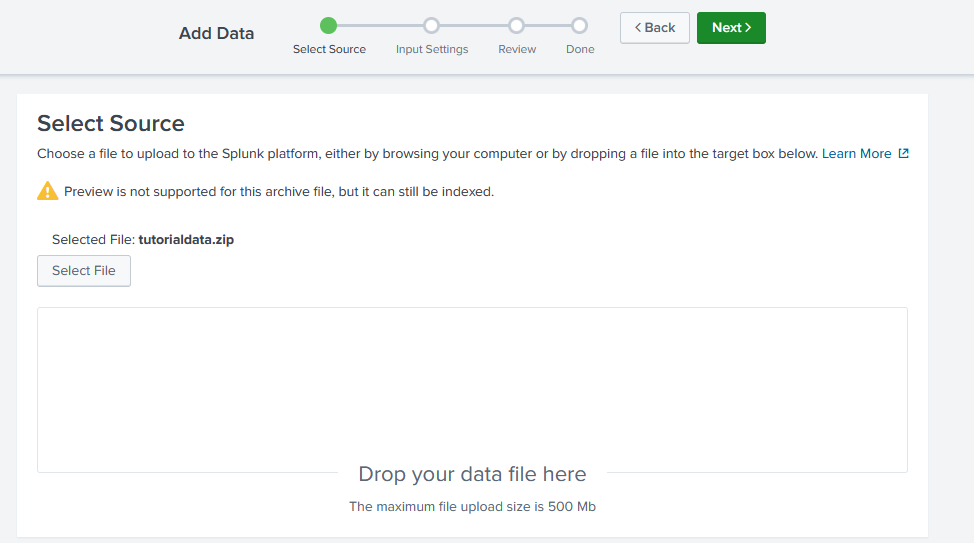 Add Data
Select Source
Input Settings
Review
Done
< Back
Next >
Select Source
Choose a file to upload to the Splunk platform, either by browsing your computer or by dropping a file into the target box below. Learn More
Preview is not supported for this archive file, but it can still be indexed.
Selected File: tutorialdata.zip
Select File
Drop your data file here
The maximum file upload size is 500 Mb